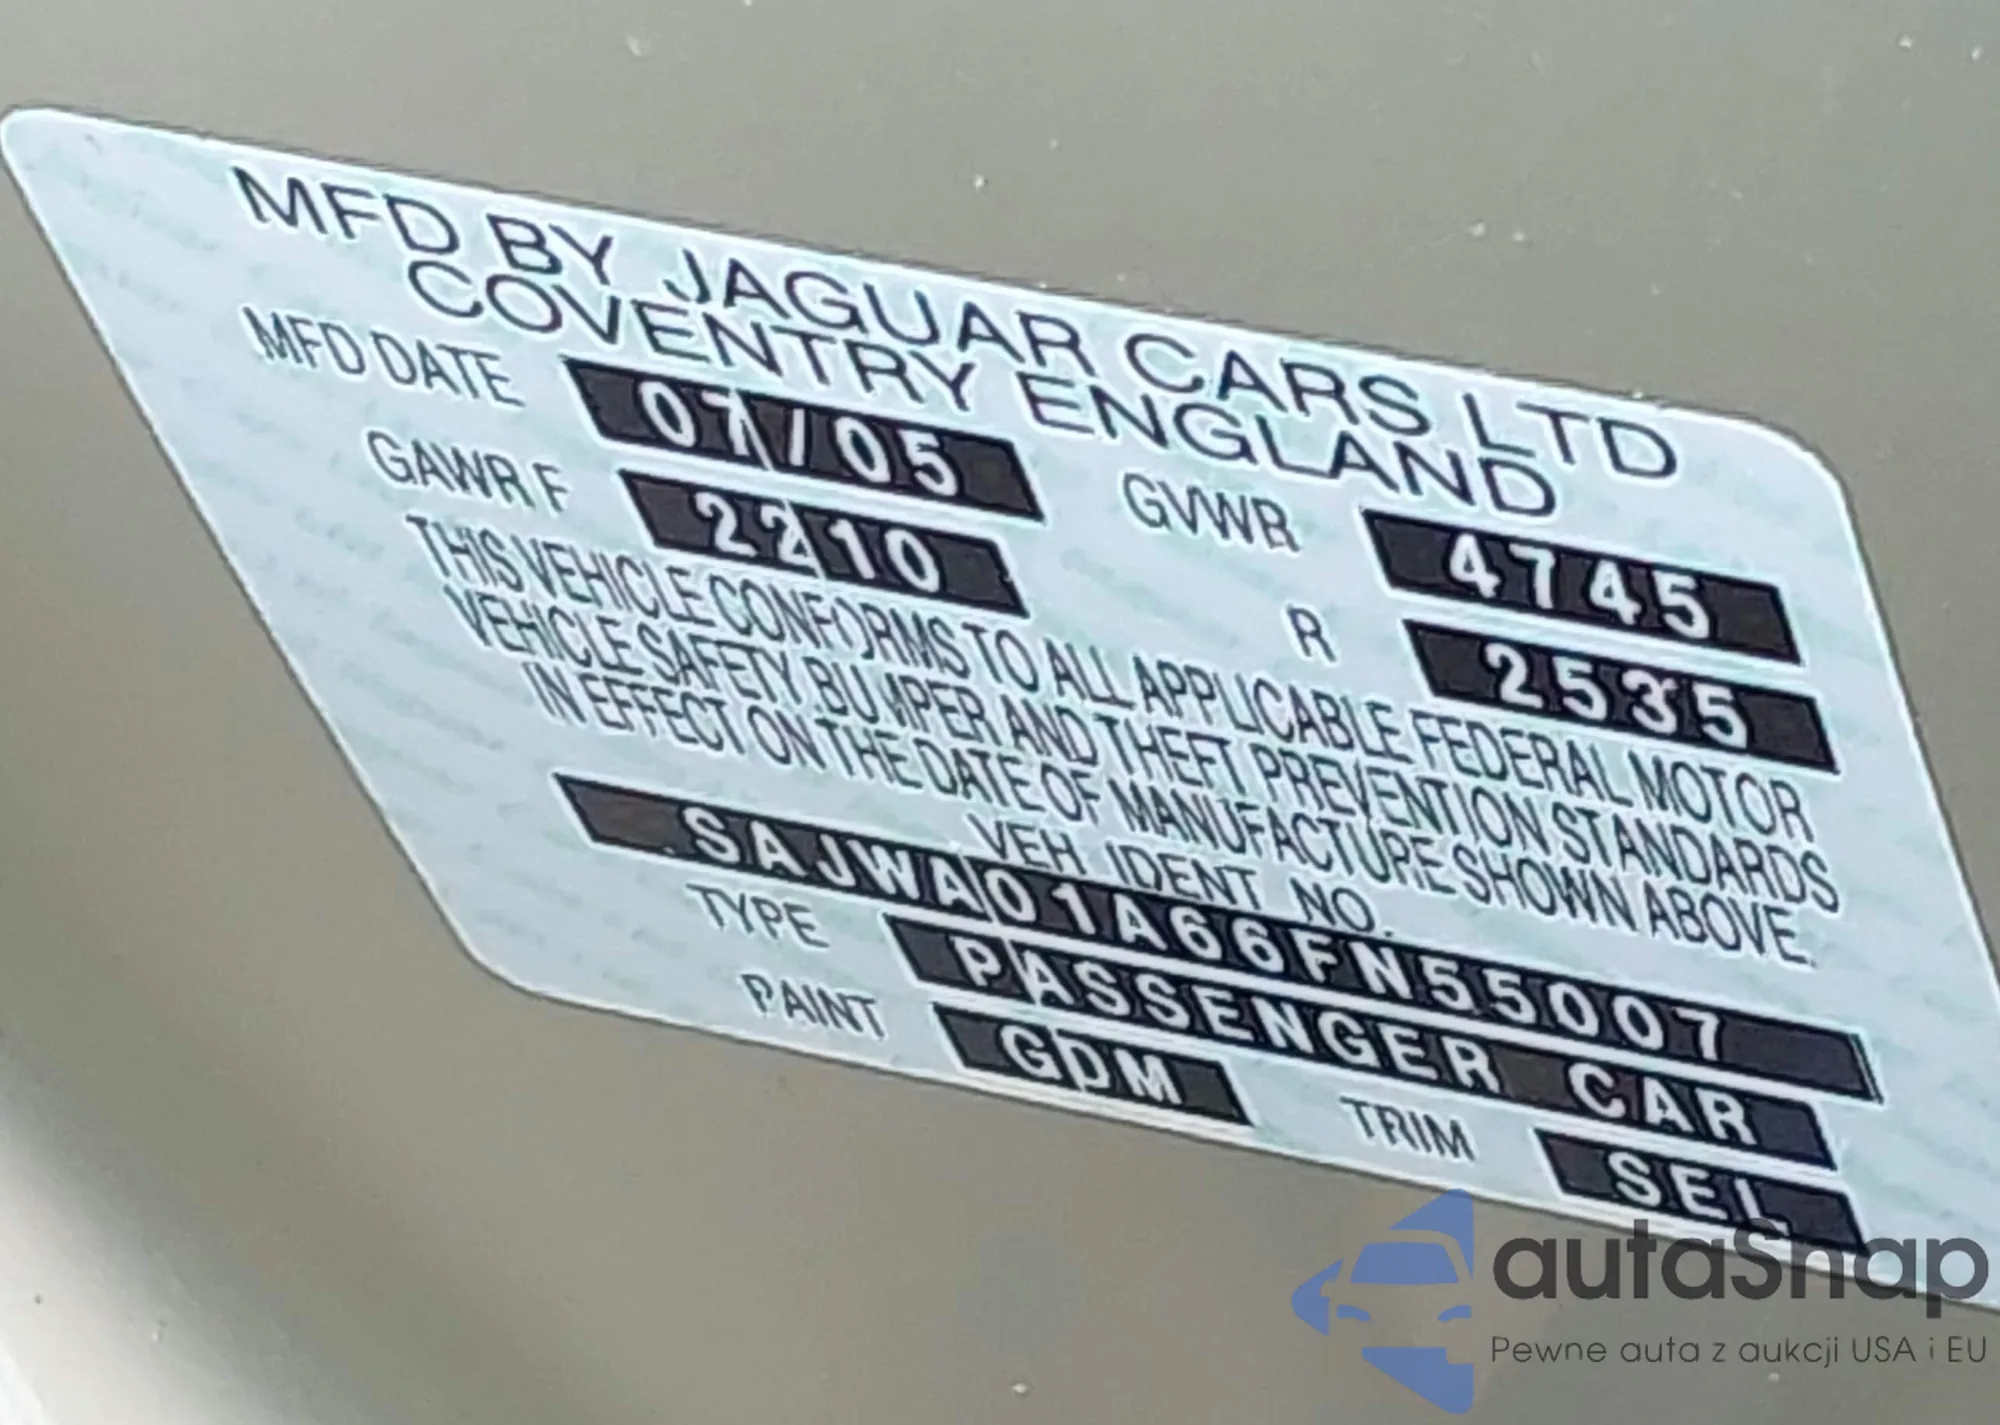 MFD BY JAGUAR CARS LTD
COVENTRY ENGLAND
MFD DATE 07/05 GVWR 4745
GAWR F 2210 R 2535
THIS VEHICLE CONFORMS TO ALL APPLICABLE FEDERAL MOTOR
VEHICLE SAFETY BUMPER AND THEFT PREVENTION STANDARDS
IN EFFECT ON THE DATE OF MANUFACTURE SHOWN ABOVE.
VEH IDENT NO.
SAJWA01A66FN55007
TYPE PASSENGER CAR
PAINT GDM TRIM SEL
autaSnap
Pewne auta z aukcji USA i EU